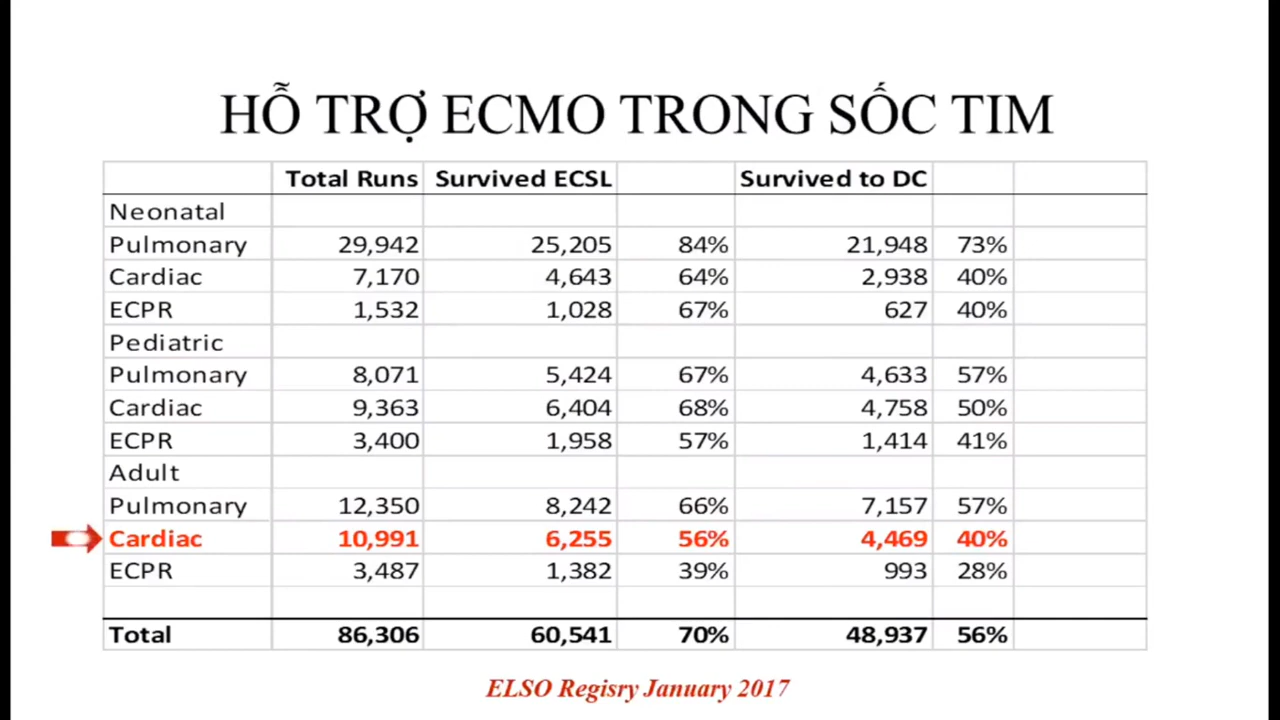 HỖ TRỢ ECMO TRONG SỐC TIM
Total Runs Survived ECSL Survived to DC
Neonatal
Pulmonary 29,942 25,205 84% 21,948 73%
Cardiac 7,170 4,643 64% 2,938 40%
ECPR 1,532 1,028 67% 627 40%
Pediatric
Pulmonary 8,071 5,424 67% 4,633 57%
Cardiac 9,363 6,404 68% 4,758 50%
ECPR 3,400 1,958 57% 1,414 41%
Adult
Pulmonary 12,350 8,242 66% 7,157 57%
Cardiac 10,991 6,255 56% 4,469 40%
ECPR 3,487 1,382 39% 993 28%
Total 86,306 60,541 70% 48,937 56%
ELSO Regisry January 2017